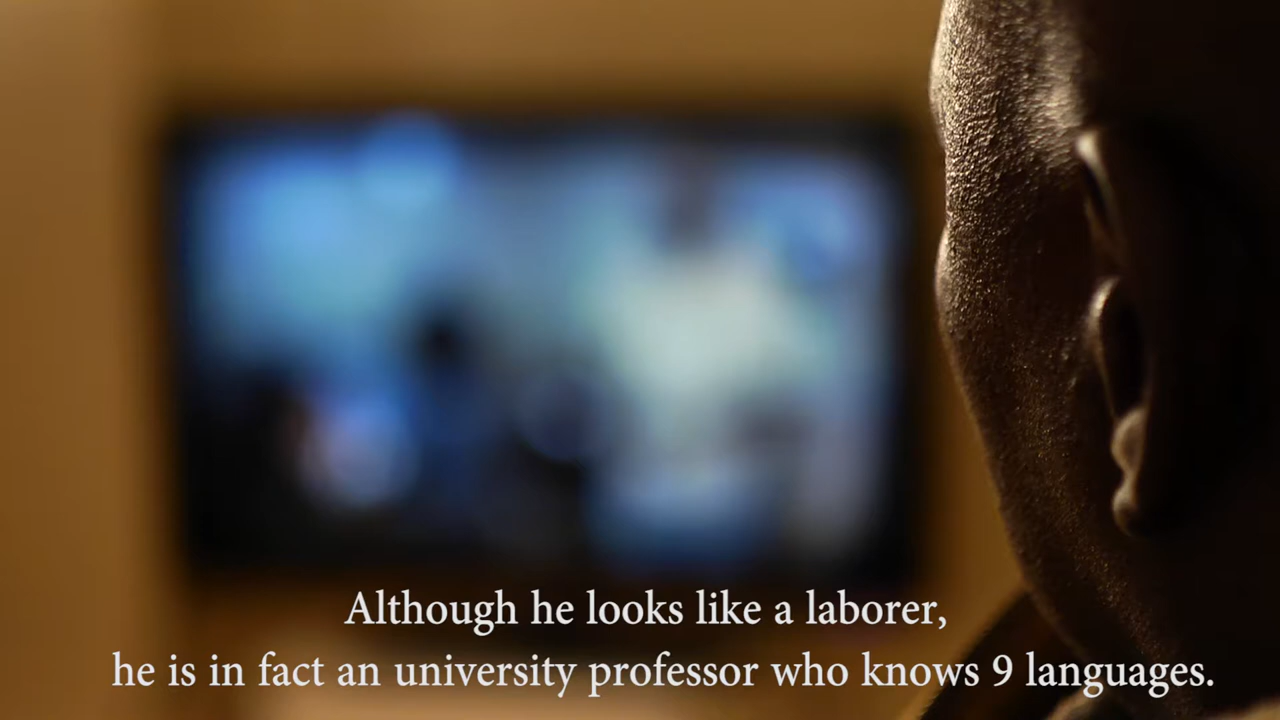 Although he looks like a laborer,
he is in fact an university professor who knows 9 languages.